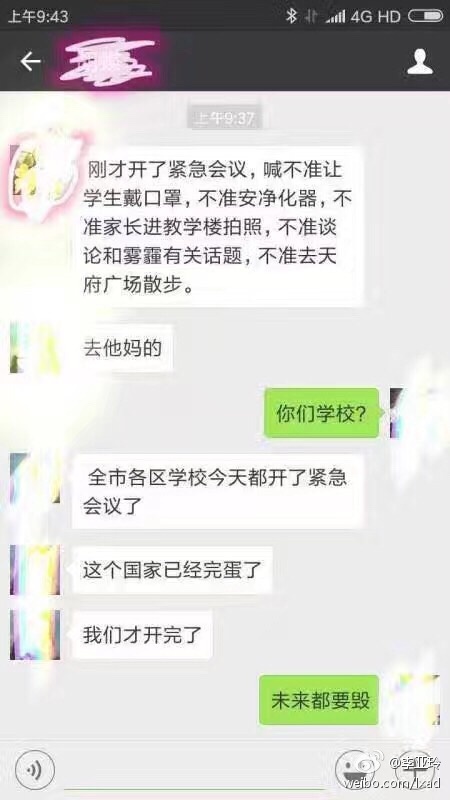 上午9:43
4G HD
上午9:37
刚才开了紧急会议，喊不准让
学生戴口罩，不准安净化器，不
准家长进教学楼拍照，不准谈
论和雾霾有关话题，不准去天
府广场散步。
去他妈的
你们学校？
全市各区学校今天都开了紧急
会议了
这个国家已经完蛋了
我们才开完了
未来都要毁
@李亚玲
weibo.com/lxad